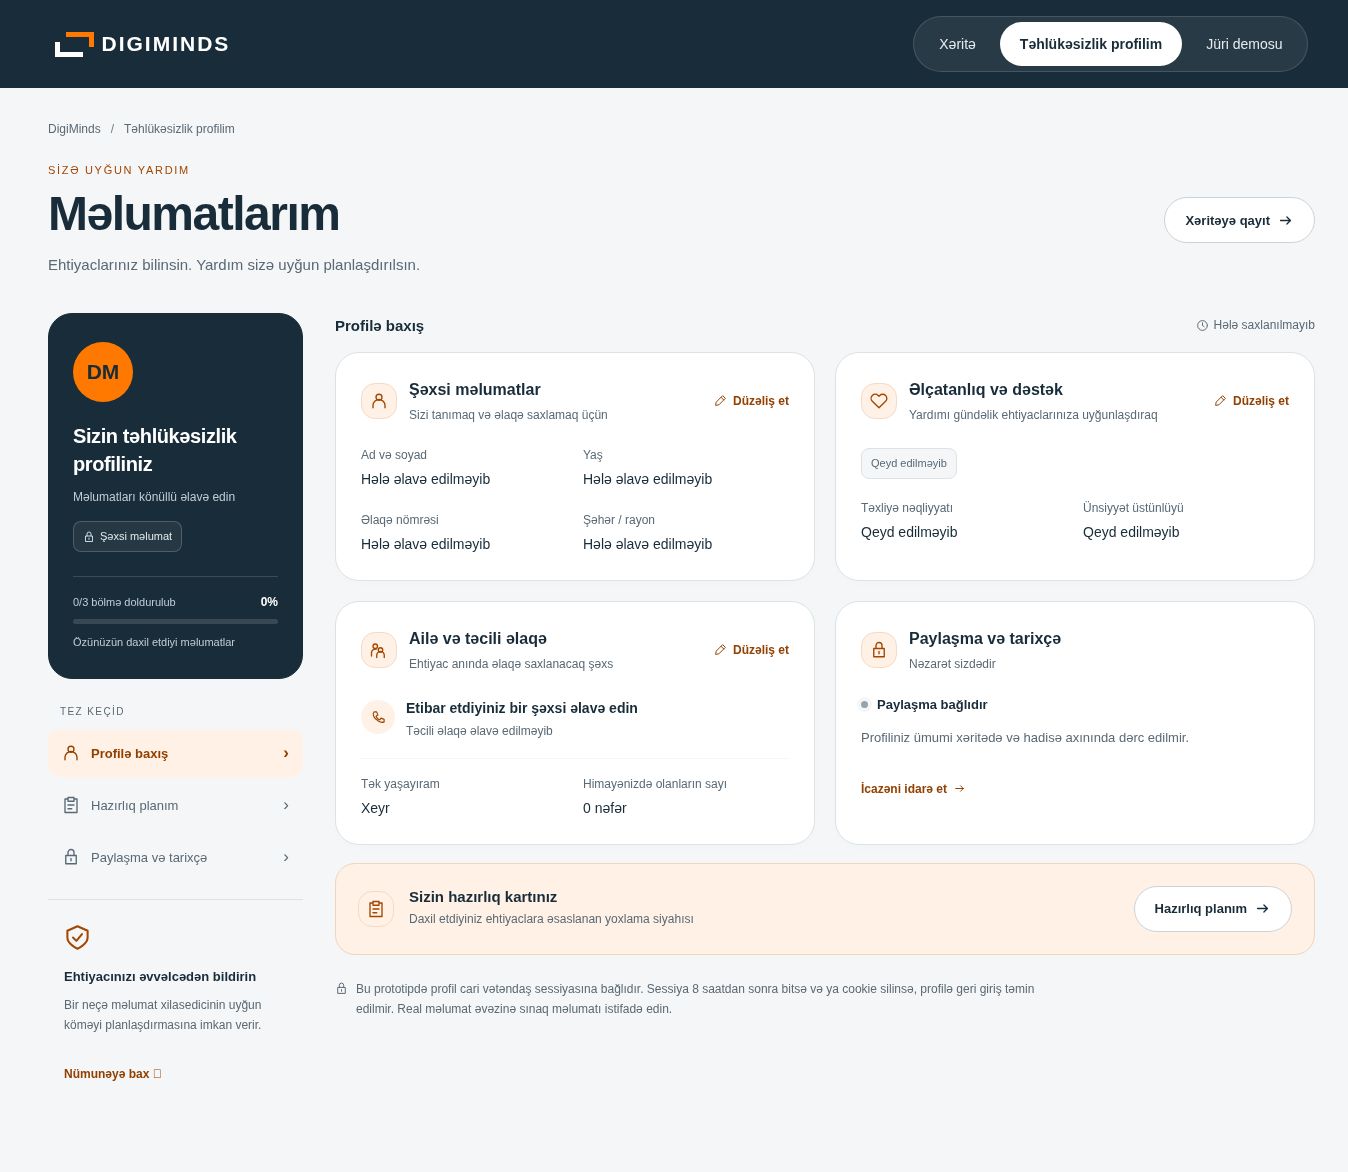 DIGIMINDS
Xəritə
Təhlükəsizlik profilim
Jüri demosu
DigiMinds / Təhlükəsizlik profilim
SİZƏ UYĞUN YARDIM
Məlumatlarım
Xəritəyə qayıt →
Ehtiyaclarınız bilinsin. Yardım sizə uyğun planlaşdırılsın.
DM
Sizin təhlükəsizlik
profiliniz
Məlumatları könüllü əlavə edin
Şəxsi məlumat
0/3 bölmə doldurulub 0%
Özünüzün daxil etdiyi məlumatlar
TEZ KEÇİD
Profilə baxış ›
Hazırlıq planım ›
Paylaşma və tarixçə ›
Ehtiyacınızı əvvəlcədən bildirin
Bir neçə məlumat xilasedicinin uyğun
köməyi planlaşdırmasına imkan verir.
Nümunəyə bax
Profilə baxış
Hələ saxlanılmayıb
Şəxsi məlumatlar
Sizi tanımaq və əlaqə saxlamaq üçün
Düzəliş et
Ad və soyad
Hələ əlavə edilməyib
Yaş
Hələ əlavə edilməyib
Əlaqə nömrəsi
Hələ əlavə edilməyib
Şəhər / rayon
Hələ əlavə edilməyib
Əlçatanlıq və dəstək
Yardımı gündəlik ehtiyaclarınıza uyğunlaşdıraq
Düzəliş et
Qeyd edilməyib
Təxliyə nəqliyyatı
Qeyd edilməyib
Ünsiyyət üstünlüyü
Qeyd edilməyib
Ailə və təcili əlaqə
Ehtiyac anında əlaqə saxlanacaq şəxs
Düzəliş et
Etibar etdiyiniz bir şəxsi əlavə edin
Təcili əlaqə əlavə edilməyib
Tək yaşayıram
Xeyr
Himayənizdə olanların sayı
0 nəfər
Paylaşma və tarixçə
Nəzarət sizdədir
Paylaşma bağlıdır
Profiliniz ümumi xəritədə və hadisə axınında dərc edilmir.
İcazəni idarə et →
Sizin hazırlıq kartınız
Daxil etdiyiniz ehtiyaclara əsaslanan yoxlama siyahısı
Hazırlıq planım →
Bu prototipdə profil cari vətəndaş sessiyasına bağlıdır. Sessiya 8 saatdan sonra bitsə və ya cookie silinsə, profilə geri giriş təmin
edilmir. Real məlumat əvəzinə sınaq məlumatı istifadə edin.